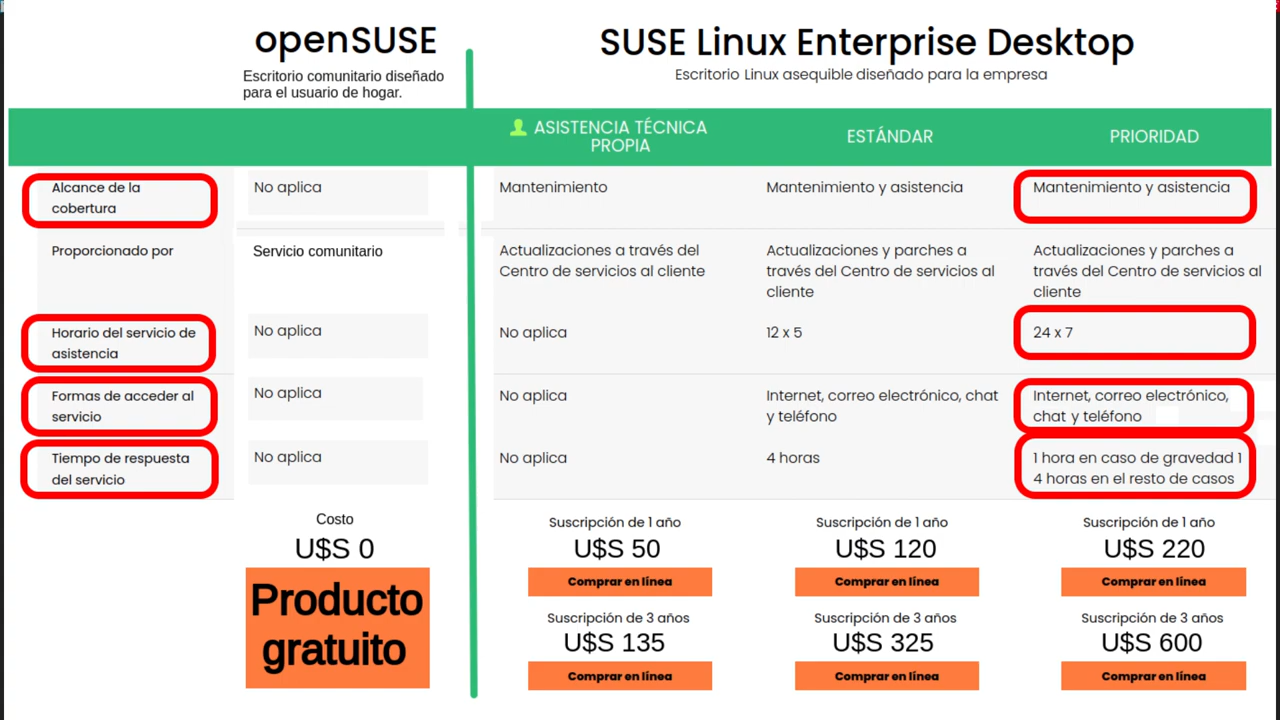 openSUSE
Escritorio comunitario diseñado
para el usuario de hogar.
SUSE Linux Enterprise Desktop
Escritorio Linux asequible diseñado para la empresa
ASISTENCIA TÉCNICA
PROPIA
ESTÁNDAR
PRIORIDAD
Alcance de la
cobertura
No aplica
Mantenimiento
Mantenimiento y asistencia
Mantenimiento y asistencia
Proporcionado por
Servicio comunitario
Actualizaciones a través del
Centro de servicios al cliente
Actualizaciones y parches a
través del Centro de servicios al
cliente
Actualizaciones y parches a
través del Centro de servicios al
cliente
Horario del servicio de
asistencia
No aplica
No aplica
12 x 5
24 x 7
Formas de acceder al
servicio
No aplica
No aplica
Internet, correo electrónico, chat
y teléfono
Internet, correo electrónico,
chat y teléfono
Tiempo de respuesta
del servicio
No aplica
No aplica
4 horas
1 hora en caso de gravedad 1
4 horas en el resto de casos
Costo
U$S 0
Producto
gratuito
Suscripción de 1 año
U$S 50
Comprar en línea
Suscripción de 1 año
U$S 120
Comprar en línea
Suscripción de 1 año
U$S 220
Comprar en línea
Suscripción de 3 años
U$S 135
Comprar en línea
Suscripción de 3 años
U$S 325
Comprar en línea
Suscripción de 3 años
U$S 600
Comprar en línea